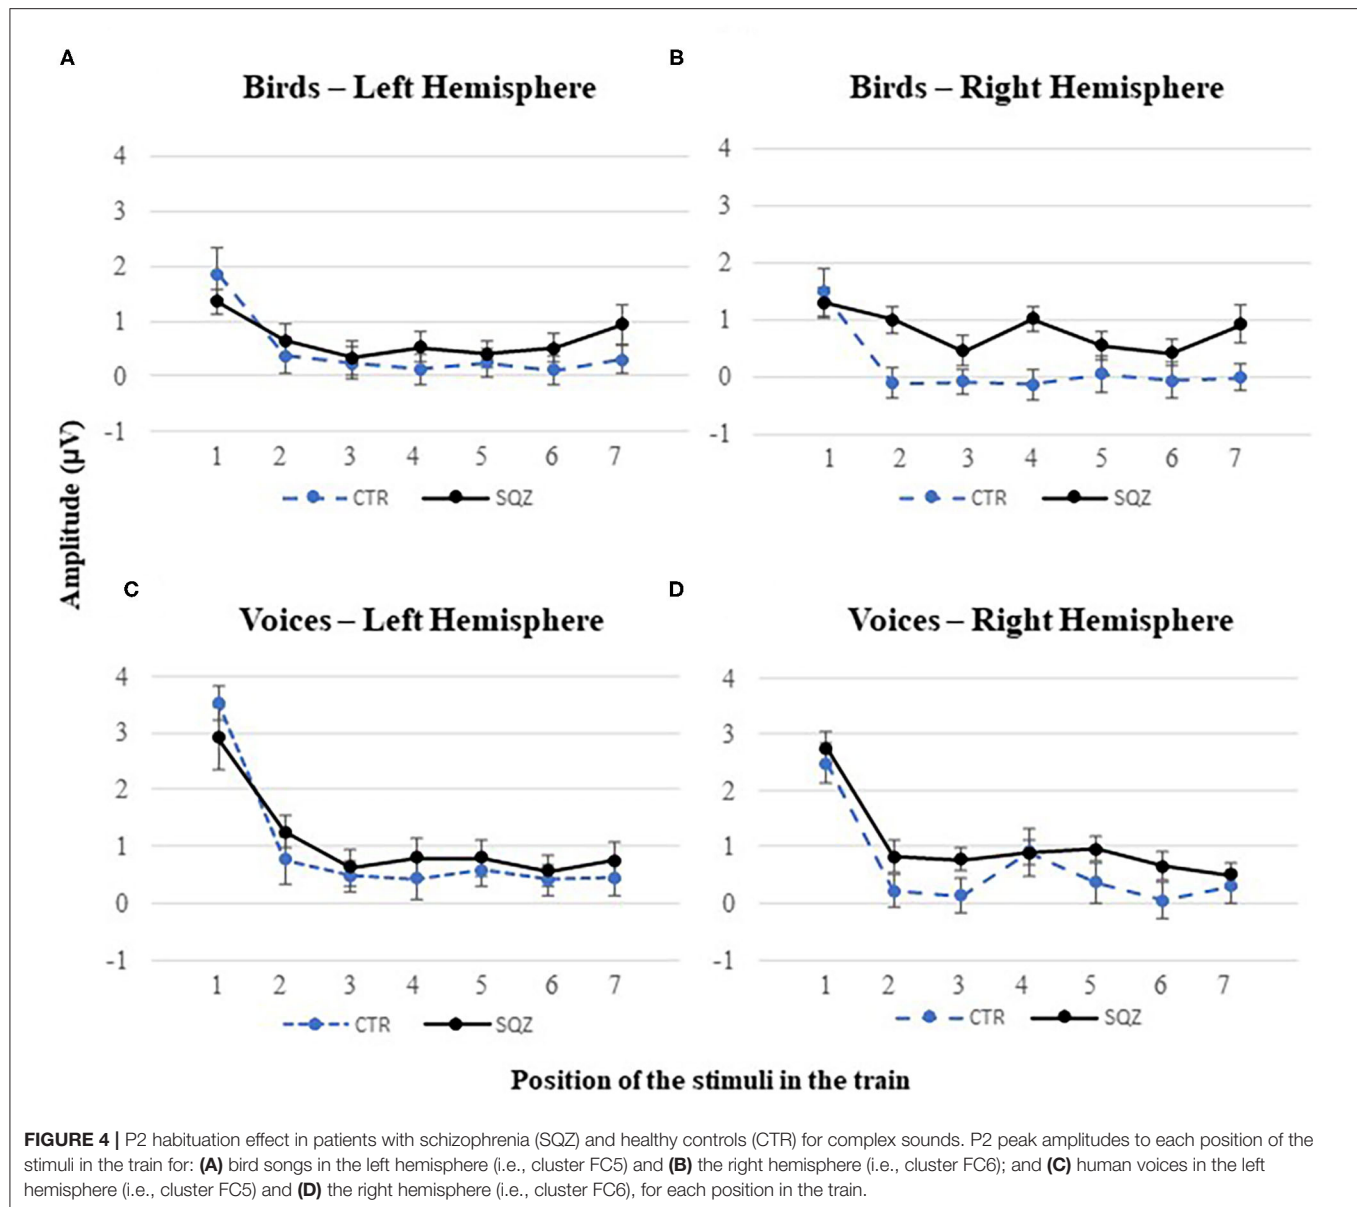 A
Birds – Left Hemisphere
4
3
2
1
0
-1
1 2 3 4 5 6 7
CTR SQZ
B
Birds – Right Hemisphere
4
3
2
1
0
-1
1 2 3 4 5 6 7
CTR SQZ
Amplitude (µV)
C
Voices – Left Hemisphere
4
3
2
1
0
-1
1 2 3 4 5 6 7
CTR SQZ
D
Voices – Right Hemisphere
4
3
2
1
0
-1
1 2 3 4 5 6 7
CTR SQZ
Position of the stimuli in the train
FIGURE 4 | P2 habituation effect in patients with schizophrenia (SQZ) and healthy controls (CTR) for complex sounds. P2 peak amplitudes to each position of the
stimuli in the train for: (A) bird songs in the left hemisphere (i.e., cluster FC5) and (B) the right hemisphere (i.e., cluster FC6); and (C) human voices in the left
hemisphere (i.e., cluster FC5) and (D) the right hemisphere (i.e., cluster FC6), for each position in the train.